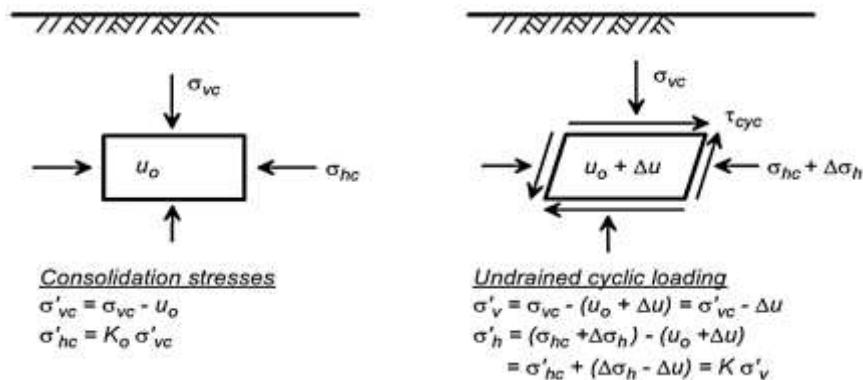 σvc
uo
σhc
Consolidation stresses
σ'vc = σvc - uo
σ'hc = Ko σ'vc
σvc
τcyc
uo + Δu
σhc + Δσh
Undrained cyclic loading
σ'v = σvc - (uo + Δu) = σ'vc - Δu
σ'h = (σhc +Δσh) - (uo +Δu)
= σ'hc + (Δσh - Δu) = K σ'v